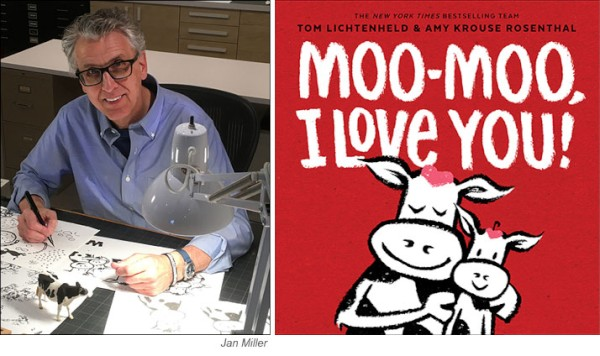 THE NEW YORK TIMES BESTSELLING TEAM
TOM LICHTENHELD & AMY KROUSE ROSENTHAL
MOO-MOO,
I LOVE YOU!
Jan Miller